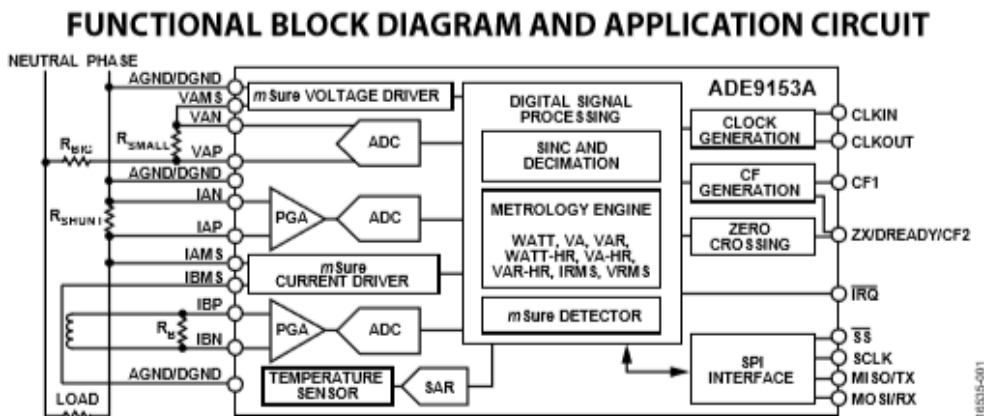 FUNCTIONAL BLOCK DIAGRAM AND APPLICATION CIRCUIT
NEUTRAL PHASE
AGND/DGND
VAMS
VAN
RSMALL
RBIG
VAP
AGND/DGND
IAN
RSHUNT
IAP
IAMS
IBMS
IBP
RB
IBN
AGND/DGND
LOAD
mSure VOLTAGE DRIVER
ADC
PGA
ADC
mSure
CURRENT DRIVER
PGA
ADC
TEMPERATURE
SENSOR
SAR
DIGITAL SIGNAL
PROCESSING
SINC AND
DECIMATION
METROLOGY ENGINE
WATT, VA, VAR,
WATT-HR, VA-HR,
VAR-HR, IRMS, VRMS
mSure DETECTOR
ADE9153A
CLOCK
GENERATION
CF
GENERATION
ZERO
CROSSING
SPI
INTERFACE
CLKIN
CLKOUT
CF1
ZX/DREADY/CF2
IRQ
SS
SCLK
MISO/TX
MOSI/RX
16535-001